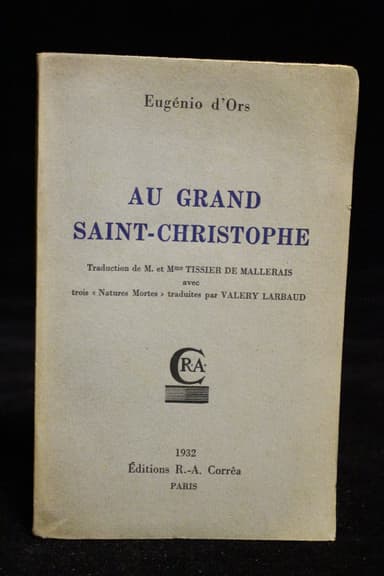 Eugénio d'Ors
AU GRAND
SAINT-CHRISTOPHE
Traduction de M. et Mme TISSIER DE MALLERAIS
avec
trois « Natures Mortes » traduites par VALERY LARBAUD
C R.A.
1932
Éditions R.-A. Corrêa
PARIS